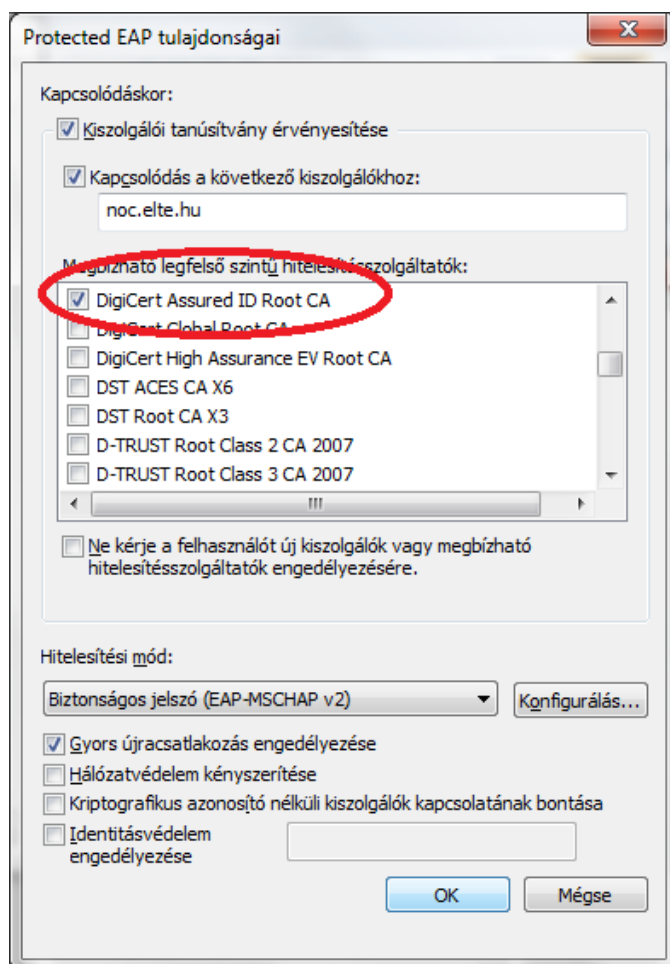 Protected EAP tulajdonságai
Kapcsolódáskor:
Kiszolgálói tanúsítvány érvényesítése
Kapcsolódás a következő kiszolgálókhoz:
noc.elte.hu
Megbízható legfelső szintű hitelesítésszolgáltatók:
DigiCert Assured ID Root CA
DigiCert Global Root CA
DigiCert High Assurance EV Root CA
DST ACES CA X6
DST Root CA X3
D-TRUST Root Class 2 CA 2007
D-TRUST Root Class 3 CA 2007
Ne kérje a felhasználót új kiszolgálók vagy megbízható
hitelesítésszolgáltatók engedélyezésére.
Hitelesítési mód:
Biztonságos jelszó (EAP-MSCHAP v2)
Konfigurálás...
Gyors újracsatlakozás engedélyezése
Hálózatvédelem kényszerítése
Kriptografikus azonosító nélküli kiszolgálók kapcsolatának bontása
Identitásvédelem
engedélyezése
OK
Mégse